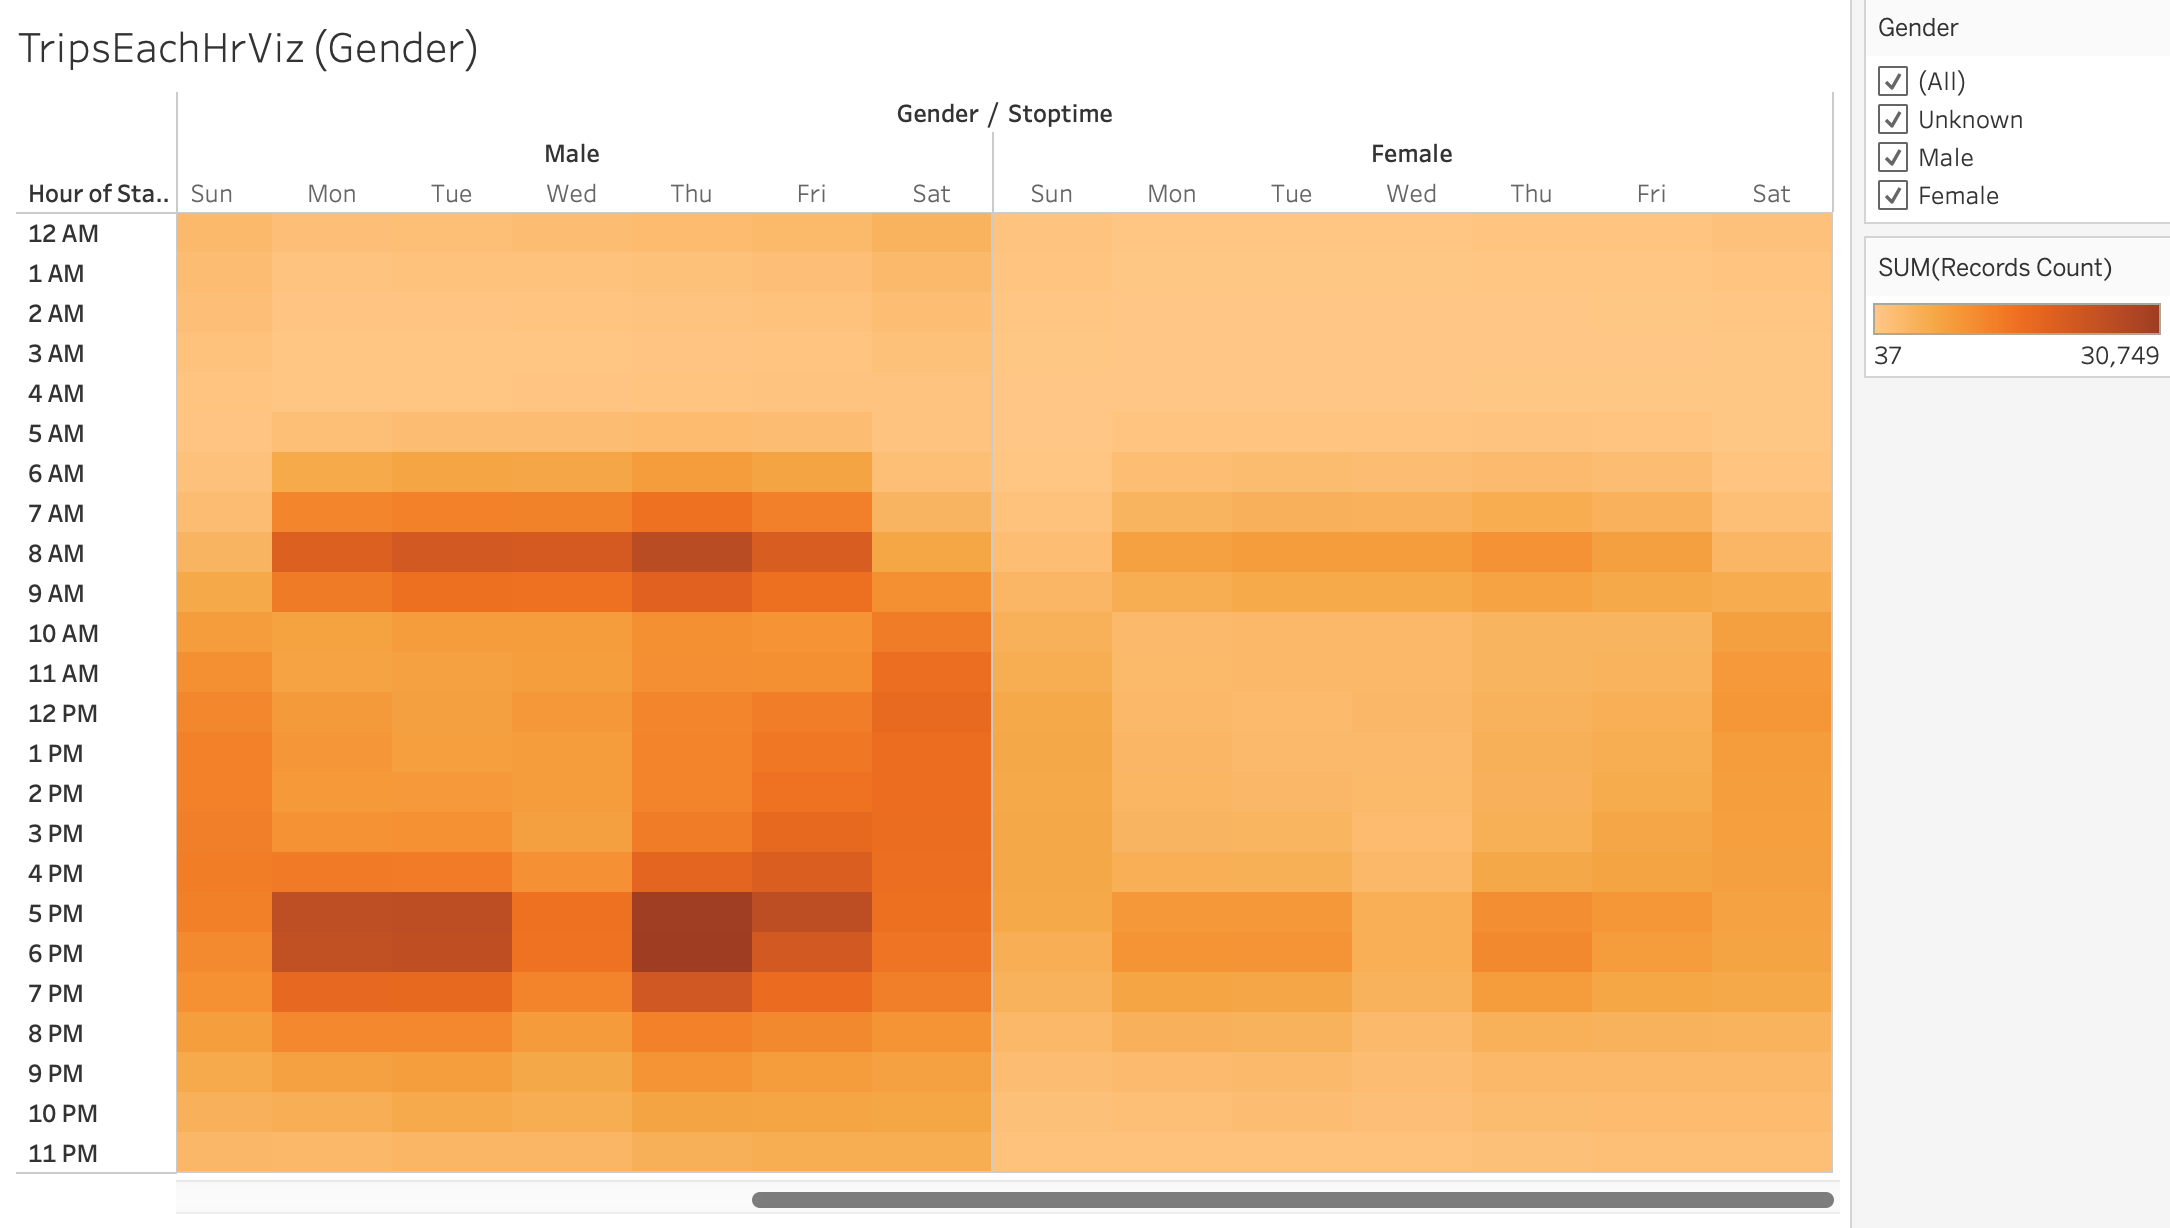 TripsEachHrViz (Gender)
Gender / Stoptime
Male Female
Hour of Sta.. Sun Mon Tue Wed Thu Fri Sat Sun Mon Tue Wed Thu Fri Sat
12 AM
1 AM
2 AM
3 AM
4 AM
5 AM
6 AM
7 AM
8 AM
9 AM
10 AM
11 AM
12 PM
1 PM
2 PM
3 PM
4 PM
5 PM
6 PM
7 PM
8 PM
9 PM
10 PM
11 PM
Gender
(All)
Unknown
Male
Female
SUM(Records Count)
37 30,749